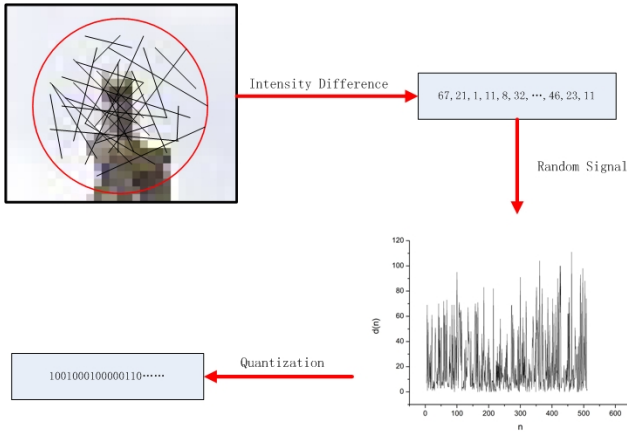 Intensity Difference
67, 21, 1, 11, 8, 32, …, 46, 23, 11
Random Signal
120
100
80
60
40
20
0
d(n)
0 100 200 300 400 500 600
n
Quantization
1001000100000110……